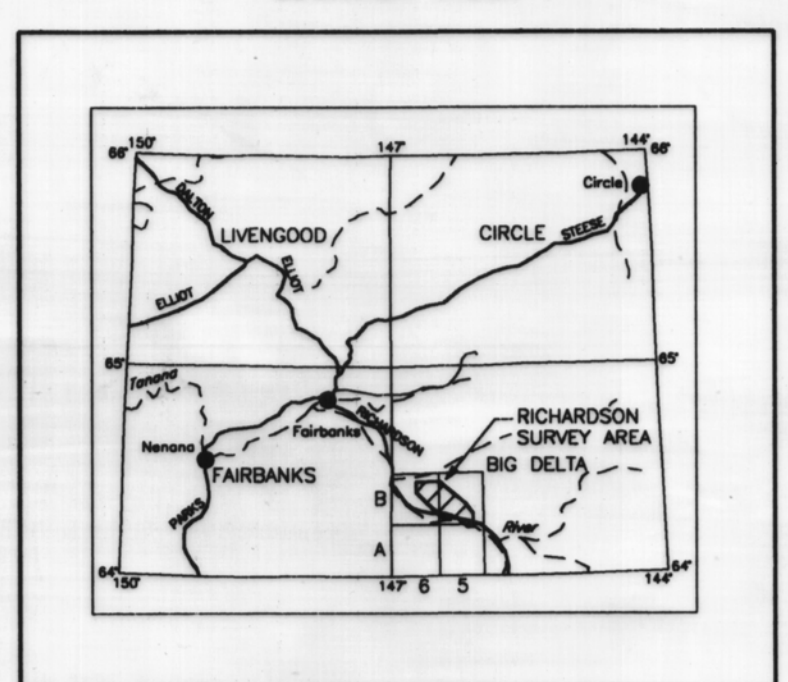 150° 147° 144°
66° 66°
Circle
DALTON
LIVENGOOD
CIRCLE STEESE
ELLIOT
ELLIOT
65° 65°
Tanana
RICHARDSON
Fairbanks
Nenana
FAIRBANKS
RICHARDSON
SURVEY AREA
BIG DELTA
B
PARKS
River
A
64° 64°
150° 147° 6 5 144°